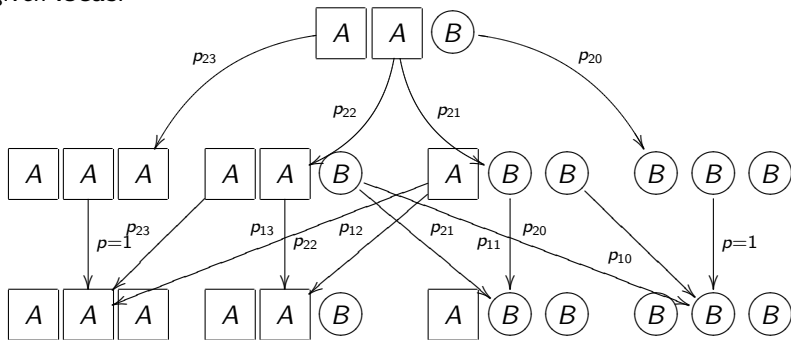 A A B
p23 p20
p22 p21
A A A A A B A B B B B B
p23 p13 p12 p21 p11 p20
p=1 p22 p10 p=1
A A A A A B A B B B B B